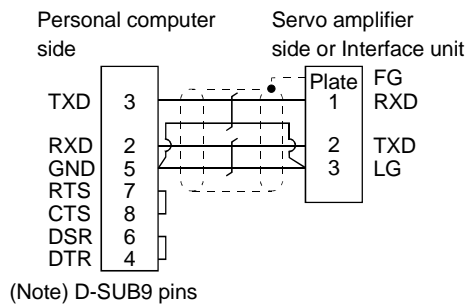 Personal computer side
Servo amplifier side or Interface unit
Plate FG
TXD 3 1 RXD
RXD 2 2 TXD
GND 5 3 LG
RTS 7
CTS 8
DSR 6
DTR 4
(Note) D-SUB9 pins